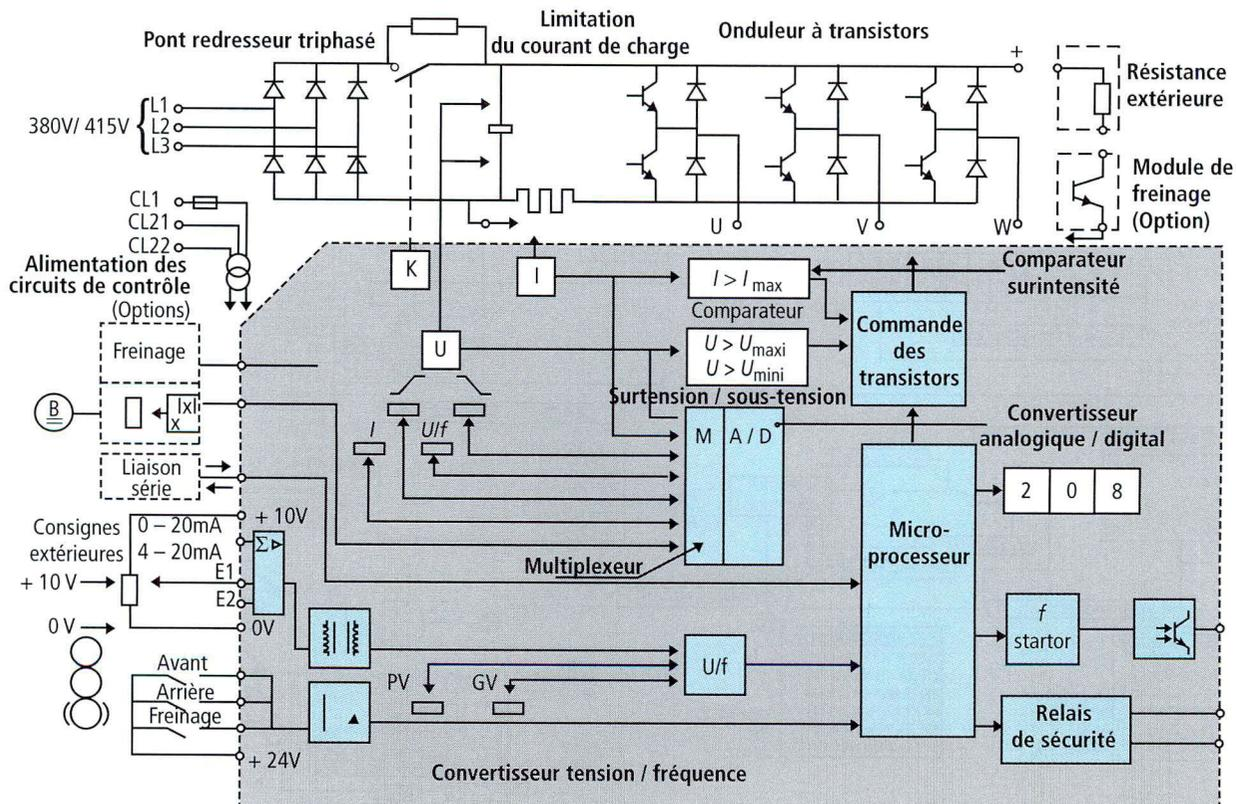 Limitation
du courant de charge
Pont redresseur triphasé
Onduleur à transistors
+
Résistance
extérieure
380V/ 415V
L1
L2
L3
Module de
freinage
(Option)
CL1
CL21
CL22
U
V
W
Alimentation des
circuits de contrôle
(Options)
K
I
I > I max
Comparateur
surintensité
Comparateur
Commande
des
transistors
Freinage
U
U > U maxi
U > U mini
Surtension / sous-tension
B
IxI
x
I
U/f
M
A / D
Convertisseur
analogique / digital
Liaison
série
2 0 8
Consignes
extérieures
0 – 20mA
4 – 20mA
+ 10V
Σ
Micro-
processeur
Multiplexeur
+ 10 V
E1
E2
0 V
0V
f
startor
Avant
Arrière
Freinage
PV
GV
U/f
Relais
de sécurité
+ 24V
Convertisseur tension / fréquence